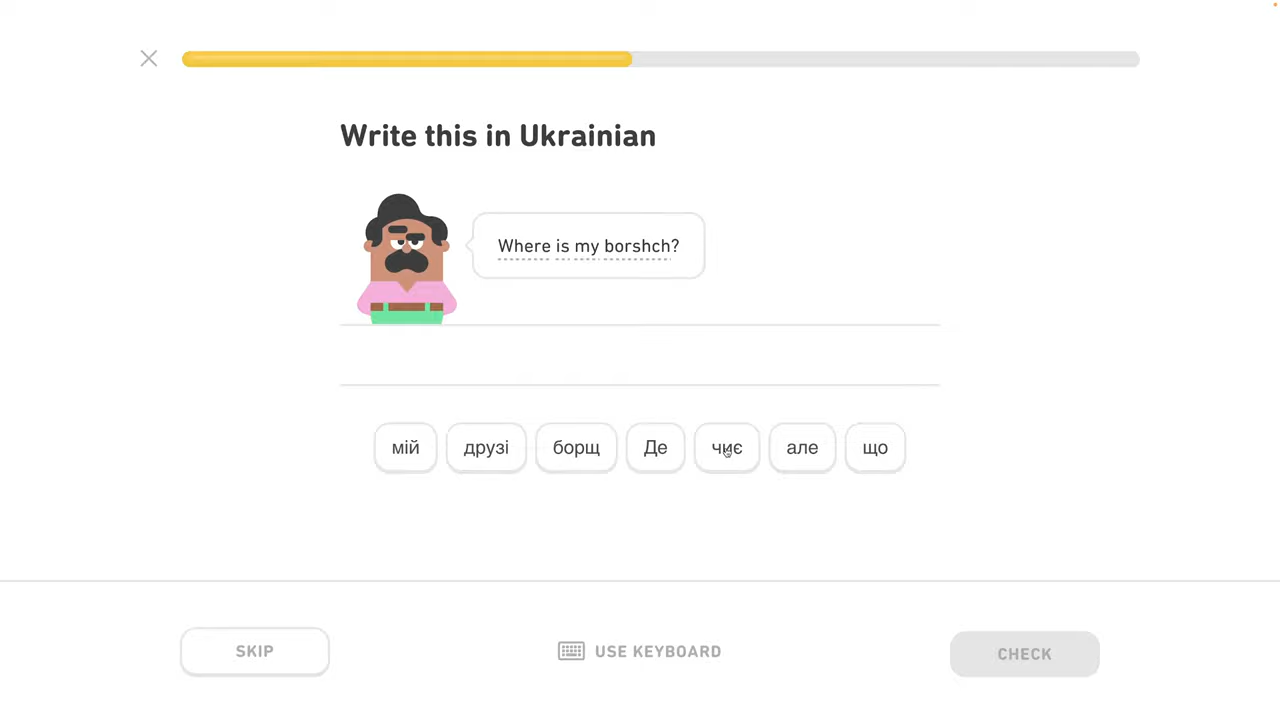 Write this in Ukrainian
Where is my borshch?
мій друзі борщ Де чиє але що
SKIP USE KEYBOARD CHECK